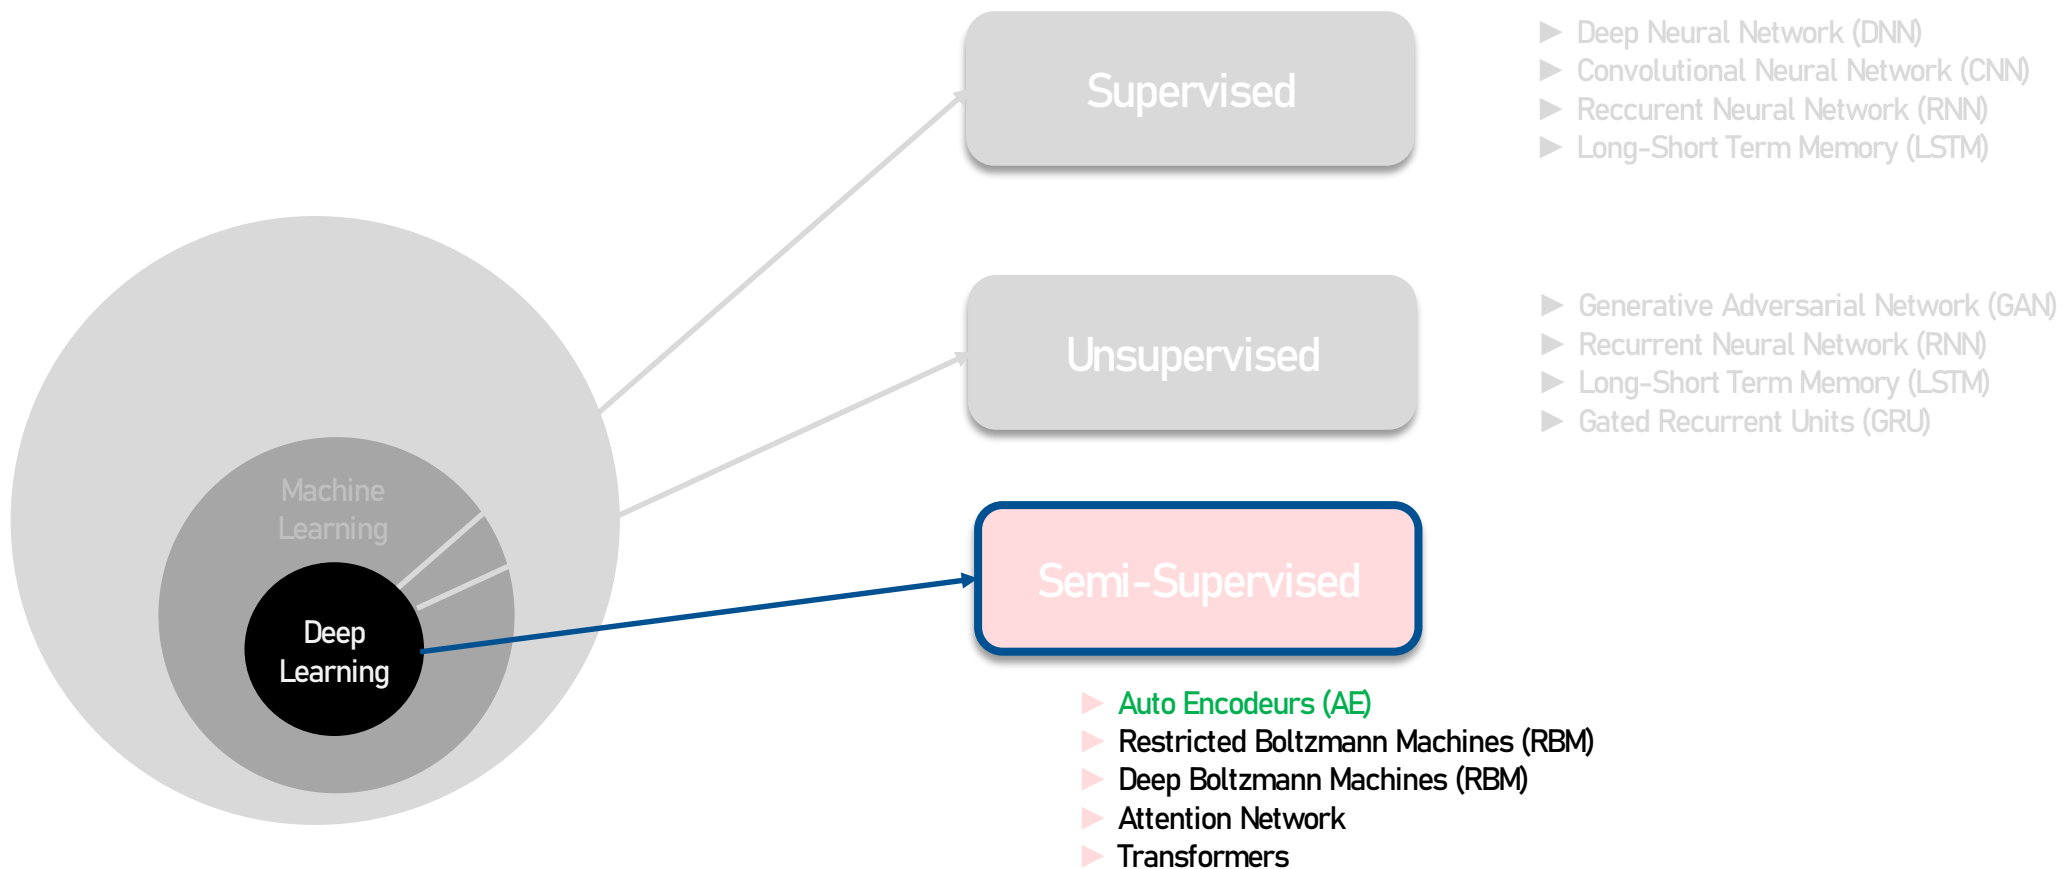 Supervised
► Deep Neural Network (DNN)
► Convolutional Neural Network (CNN)
► Reccurent Neural Network (RNN)
► Long-Short Term Memory (LSTM)
Unsupervised
► Generative Adversarial Network (GAN)
► Recurrent Neural Network (RNN)
► Long-Short Term Memory (LSTM)
► Gated Recurrent Units (GRU)
Machine
Learning
Deep
Learning
Semi-Supervised
► Auto Encodeurs (AE)
► Restricted Boltzmann Machines (RBM)
► Deep Boltzmann Machines (RBM)
► Attention Network
► Transformers